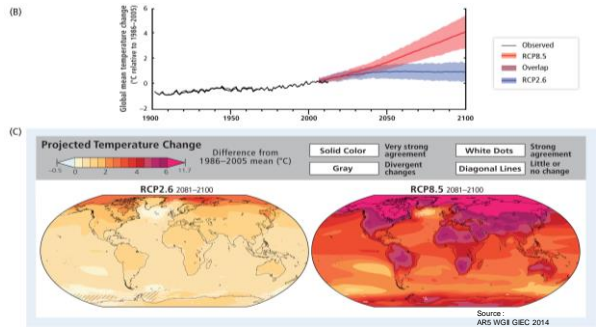 (B)
Global mean temperature change
(°C relative to 1986–2005)
6
4
2
0
−2
1900
1950
2000
2050
2100
Observed
RCP8.5
Overlap
RCP2.6
(C)
Projected Temperature Change
Difference from
1986–2005 mean (°C)
-0.5 0 2 4 6 11.7
Solid Color
Very strong
agreement
White Dots
Strong
agreement
Gray
Divergent
changes
Diagonal Lines
Little or
no change
RCP2.6 2081–2100
RCP8.5 2081–2100
Source :
AR5 WGII GIEC 2014